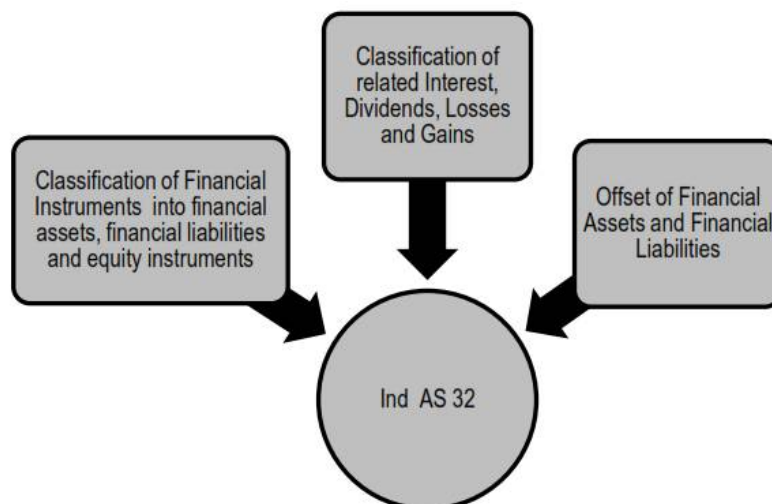 Classification of
related Interest,
Dividends, Losses
and Gains
Classification of Financial
Instruments into financial
assets, financial liabilities
and equity instruments
Offset of Financial
Assets and Financial
Liabilities
Ind AS 32